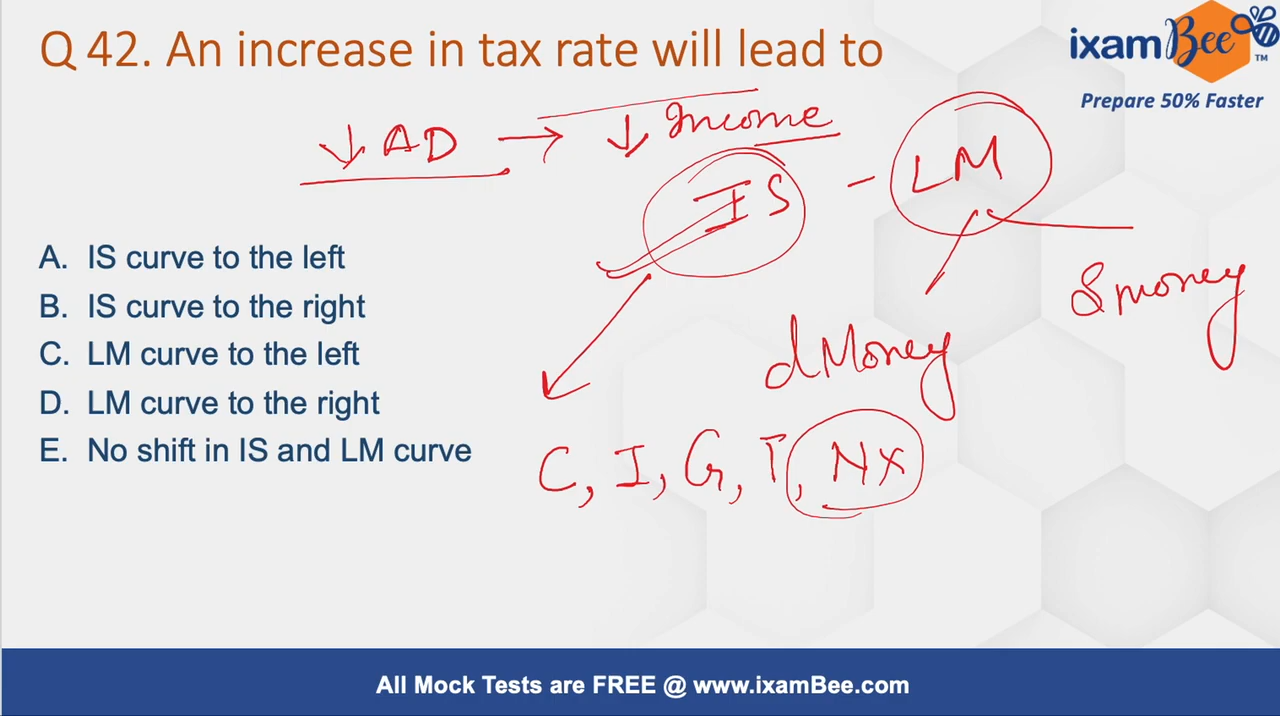 Q 42. An increase in tax rate will lead to
ixamBee TM
Prepare 50% Faster
↓ AD → ↓ Income
IS - LM
A. IS curve to the left
B. IS curve to the right
C. LM curve to the left
D. LM curve to the right
E. No shift in IS and LM curve
dMoney
Smoney
C, I, G, T, NX
All Mock Tests are FREE @ www.ixamBee.com